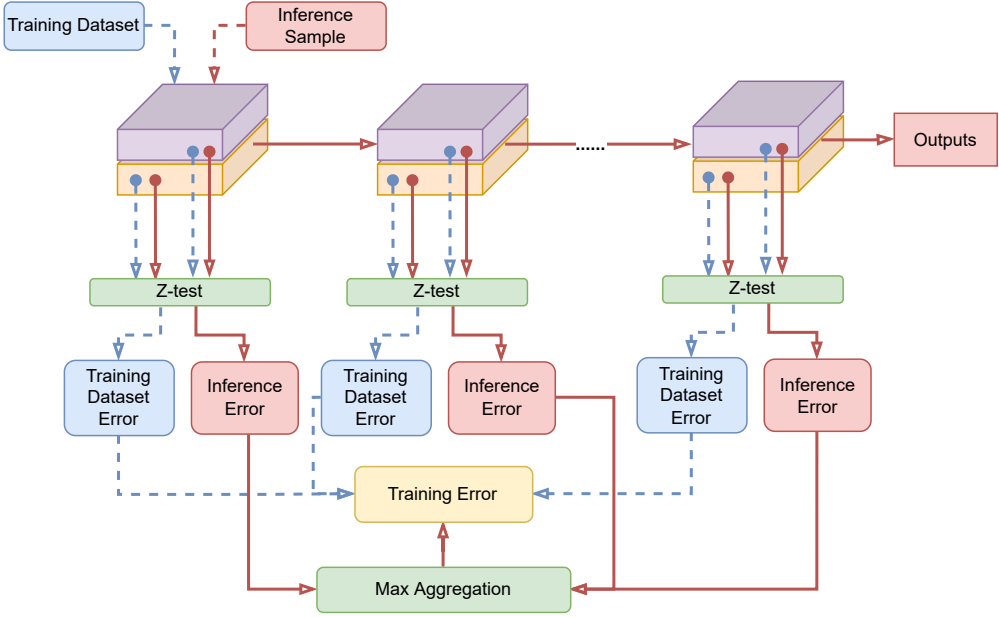 Training Dataset
Inference
Sample
......
Outputs
Z-test
Z-test
Z-test
Training
Dataset
Error
Inference
Error
Training
Dataset
Error
Inference
Error
Training
Dataset
Error
Inference
Error
Training Error
Max Aggregation